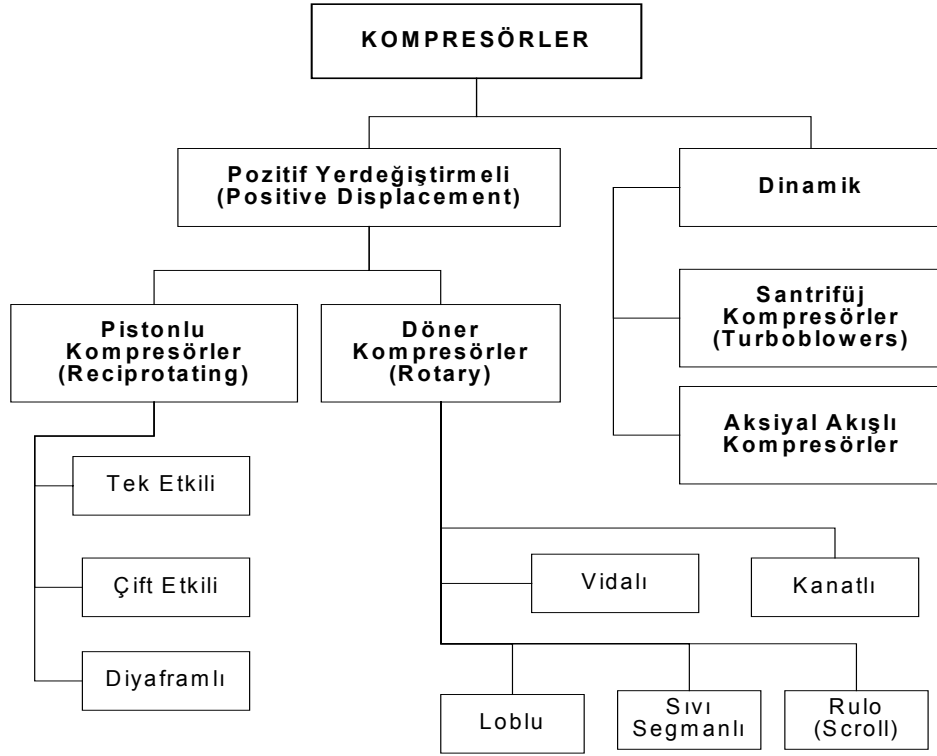 KOMPRESÖRLER
Pozitif Yerdeğiştirmeli
(Positive Displacement)
Dinamik
Santrifüj
Kompresörler
(Turboblowers)
Aksiyal Akışlı
Kompresörler
Pistonlu
Kompresörler
(Reciprotating)
Döner
Kompresörler
(Rotary)
Tek Etkili
Çift Etkili
Diyaframlı
Vidalı
Kanatlı
Loblu
Sıvı
Segmanlı
Rulo
(Scroll)